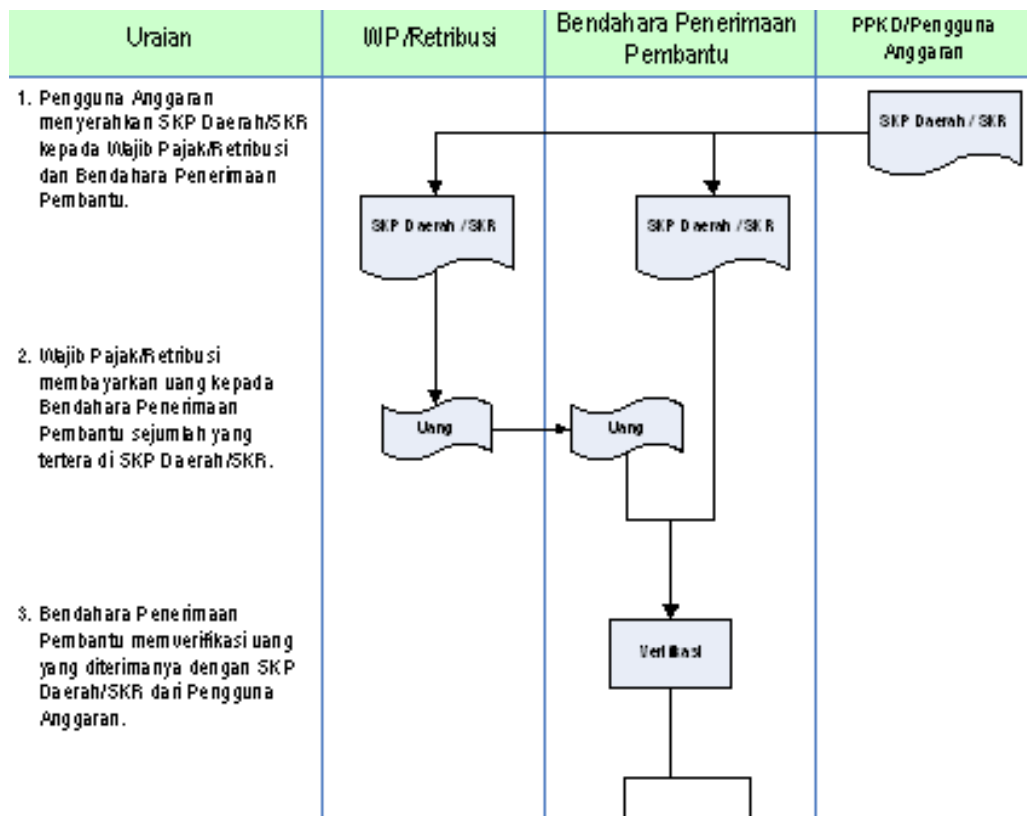 Uraian
WP/Retribusi
Bendahara Penerimaan
Pembantu
PPKD/Pengguna
Anggaran
1. Pengguna Anggaran
menyerahkan SKP Daerah/SKR
kepada Wajib Pajak/Retribusi
dan Bendahara Penerimaan
Pembantu.
SKP Daerah / SKR
SKP Daerah / SKR
SKP Daerah / SKR
2. Wajib Pajak/Retribusi
membayarkan uang kepada
Bendahara Penerimaan
Pembantu sejumlah yang
tertera di SKP Daerah/SKR.
Uang
Uang
3. Bendahara Penerimaan
Pembantu memverifikasi uang
yang diterimanya dengan SKP
Daerah/SKR dari Pengguna
Anggaran.
Verifikasi